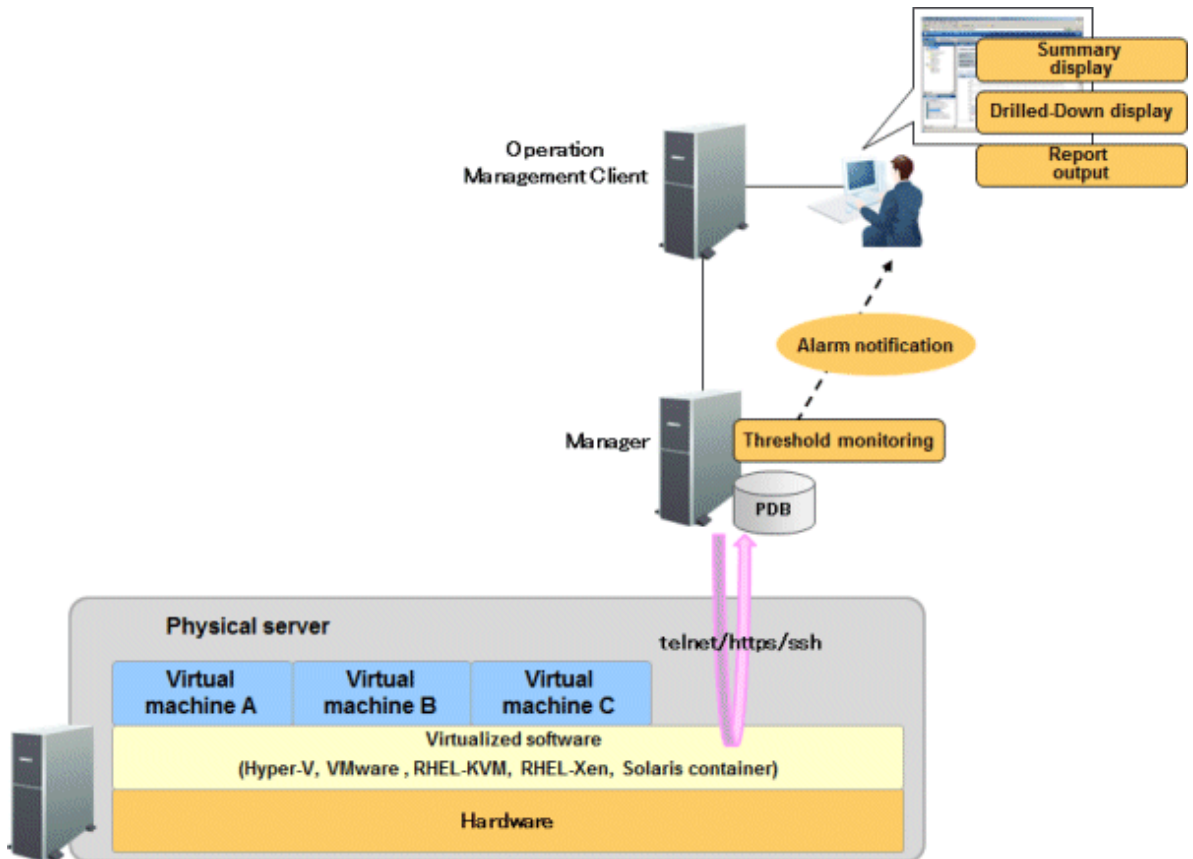 Summary
display
Drilled-Down display
Report
output
Operation
Management Client
Alarm notification
Manager
Threshold monitoring
PDB
Physical server
telnet/https/ssh
Virtual
machine A
Virtual
machine B
Virtual
machine C
Virtualized software
(Hyper-V, VMware , RHEL-KVM, RHEL-Xen, Solaris container)
Hardware